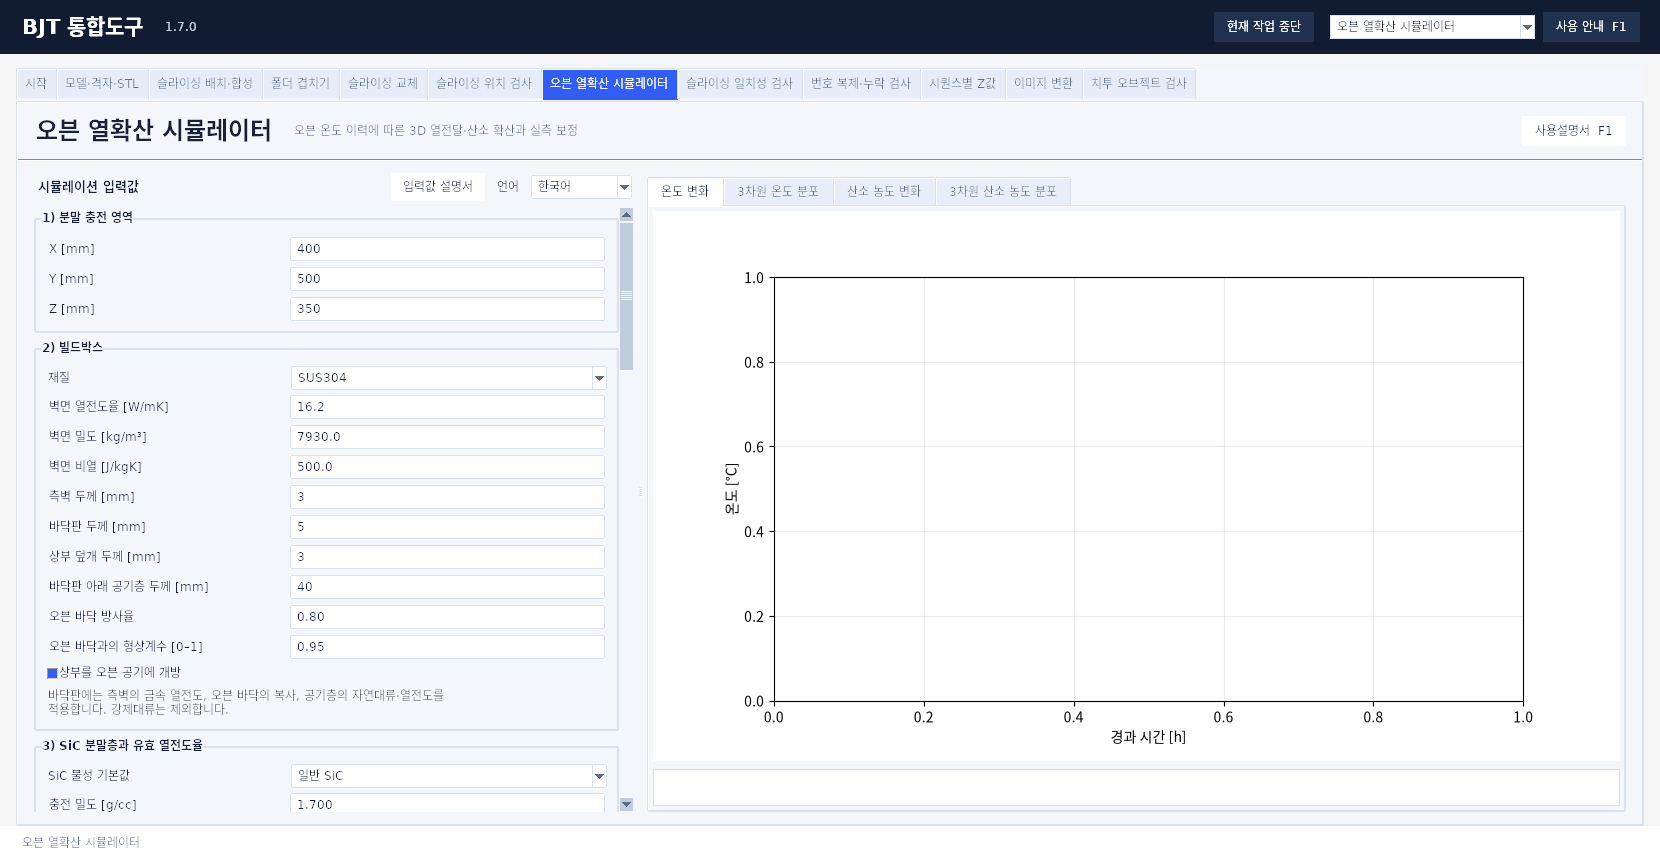 BJT 통합도구 1.7.0 현재 작업 중단 오븐 열확산 시뮬레이터 사용 안내 F1
시작 모델·격자·STL 슬라이싱 배치·합성 폴더 겹치기 슬라이싱 교체 슬라이싱 위치 검사 오븐 열확산 시뮬레이터 슬라이싱 일치성 검사 번호 복제·누락 검사 시퀀스별 Z값 이미지 변환 치투 오브젝트 검사
오븐 열확산 시뮬레이터 오븐 온도 이력에 따른 3D 열전달·산소 확산과 실측 보정 사용설명서 F1
시뮬레이션 입력값 입력값 설명서 언어 한국어
1) 분말 충전 영역
X [mm] 400
Y [mm] 500
Z [mm] 350
2) 빌드박스
재질 SUS304
벽면 열전도율 [W/mK] 16.2
벽면 밀도 [kg/m³] 7930.0
벽면 비열 [J/kgK] 500.0
측벽 두께 [mm] 3
바닥판 두께 [mm] 5
상부 덮개 두께 [mm] 3
바닥판 아래 공기층 두께 [mm] 40
오븐 바닥 방사율 0.80
오븐 바닥과의 형상계수 [0–1] 0.95
상부를 오븐 공기에 개방
바닥판에는 측벽의 금속 열전도, 오븐 바닥의 복사, 공기층의 자연대류·열전도를
적용합니다. 강제대류는 제외합니다.
3) SiC 분말층과 유효 열전도율
SiC 물성 기본값 일반 SiC
충전 밀도 [g/cc] 1.700
온도 변화 3차원 온도 분포 산소 농도 변화 3차원 산소 농도 분포
1.0
0.8
0.6
0.4
0.2
0.0
온도 [°C]
0.0 0.2 0.4 0.6 0.8 1.0
경과 시간 [h]
오븐 열확산 시뮬레이터